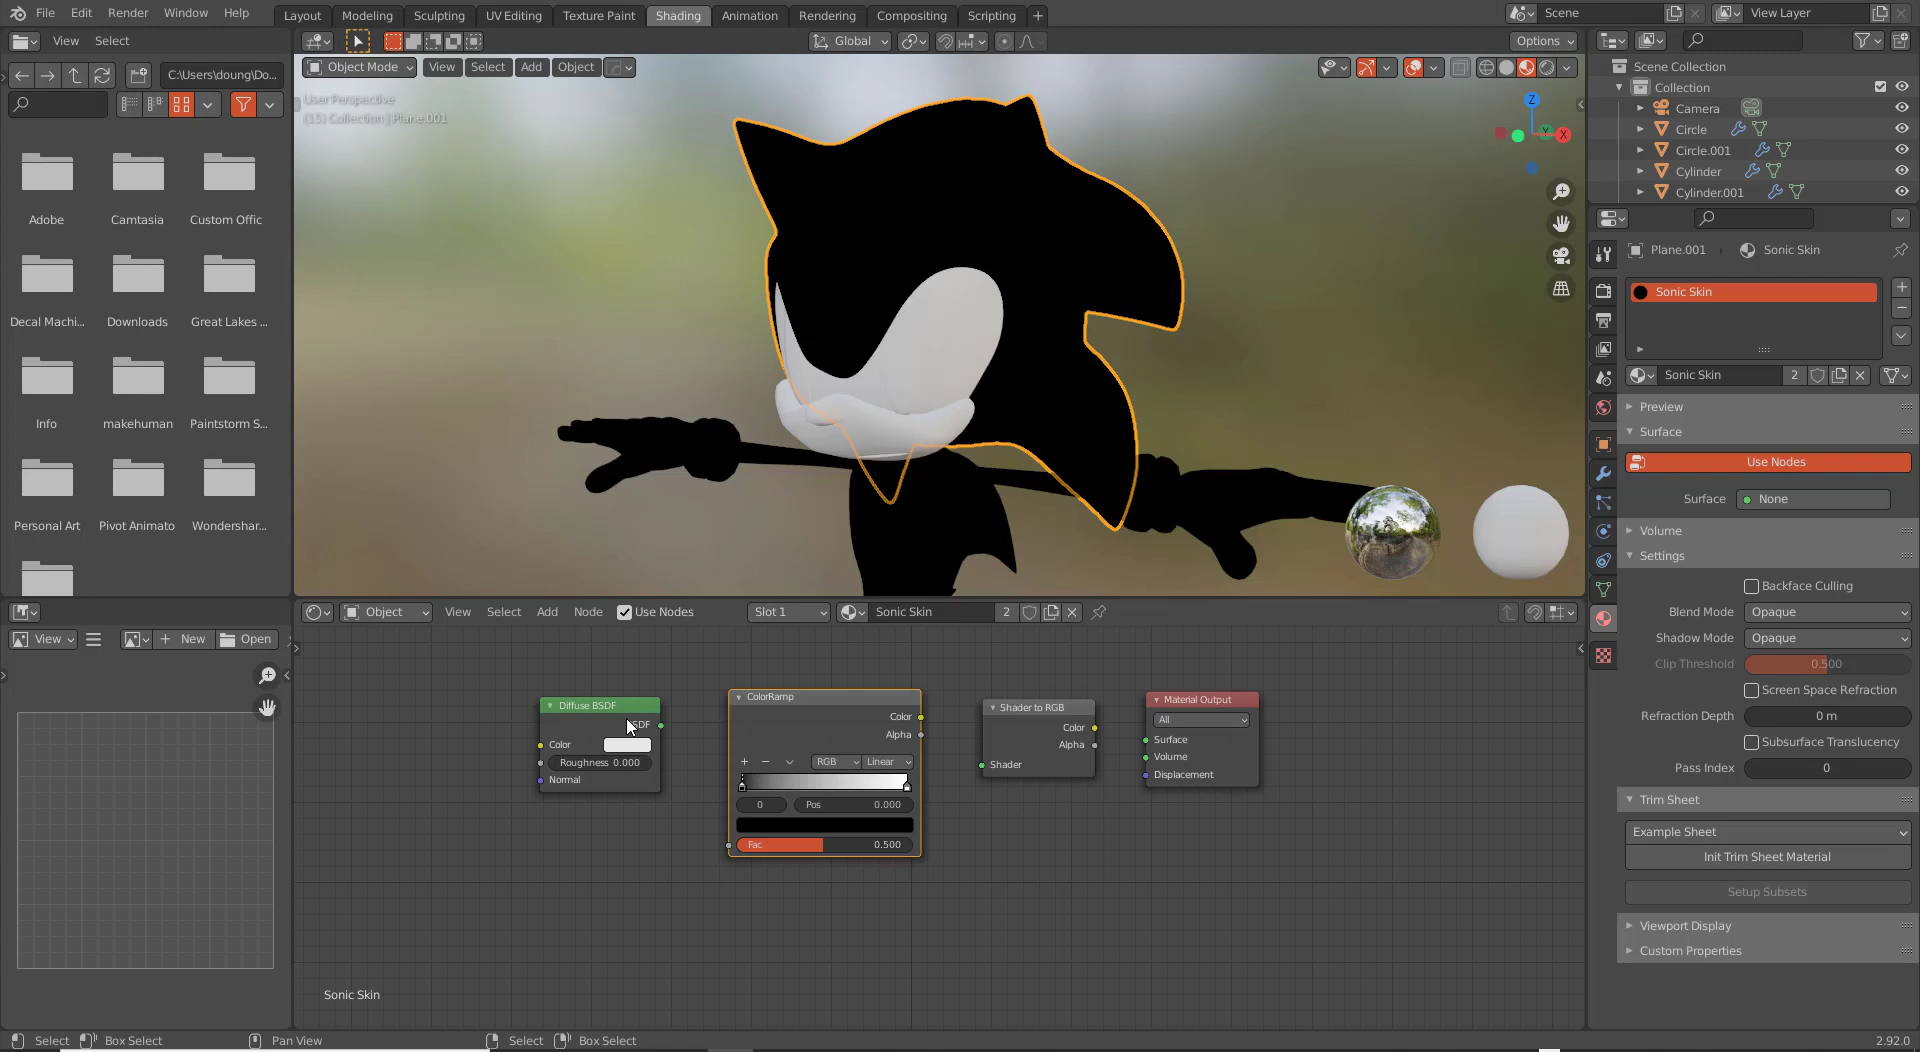 File Edit Render Window Help
Layout Modeling Sculpting UV Editing Texture Paint Shading Animation Rendering Compositing Scripting +
Scene
View Layer
View Select
Global
Options
C:\Users\doung\Do...
Adobe
Camtasia
Custom Offic
Decal Machi...
Downloads
Great Lakes ...
Info
makehuman
Paintstorm S...
Personal Art
Pivot Animato
Wondershar...
Object Mode View Select Add Object
User Perspective
(15) Collection | Plane.001
Z
Y
X
Scene Collection
Collection
Camera
Circle
Circle.001
Cylinder
Cylinder.001
Plane.001 Sonic Skin
Sonic Skin
Sonic Skin 2
Preview
Surface
Use Nodes
Surface None
Volume
Settings
Backface Culling
Blend Mode Opaque
Shadow Mode Opaque
Clip Threshold 0.500
Screen Space Refraction
Refraction Depth 0 m
Subsurface Translucency
Pass Index 0
Trim Sheet
Example Sheet
Init Trim Sheet Material
Setup Subsets
Viewport Display
Custom Properties
View + New Open
Object View Select Add Node Use Nodes Slot 1 Sonic Skin 2
Diffuse BSDF
Color
Roughness 0.000
Normal
ColorRamp
Color
Alpha
RGB Linear
0 Pos 0.000
Fac 0.500
Shader to RGB
Color
Alpha
Shader
Material Output
All
Surface
Volume
Displacement
Sonic Skin
Select Box Select Pan View Select Box Select
2.92.0